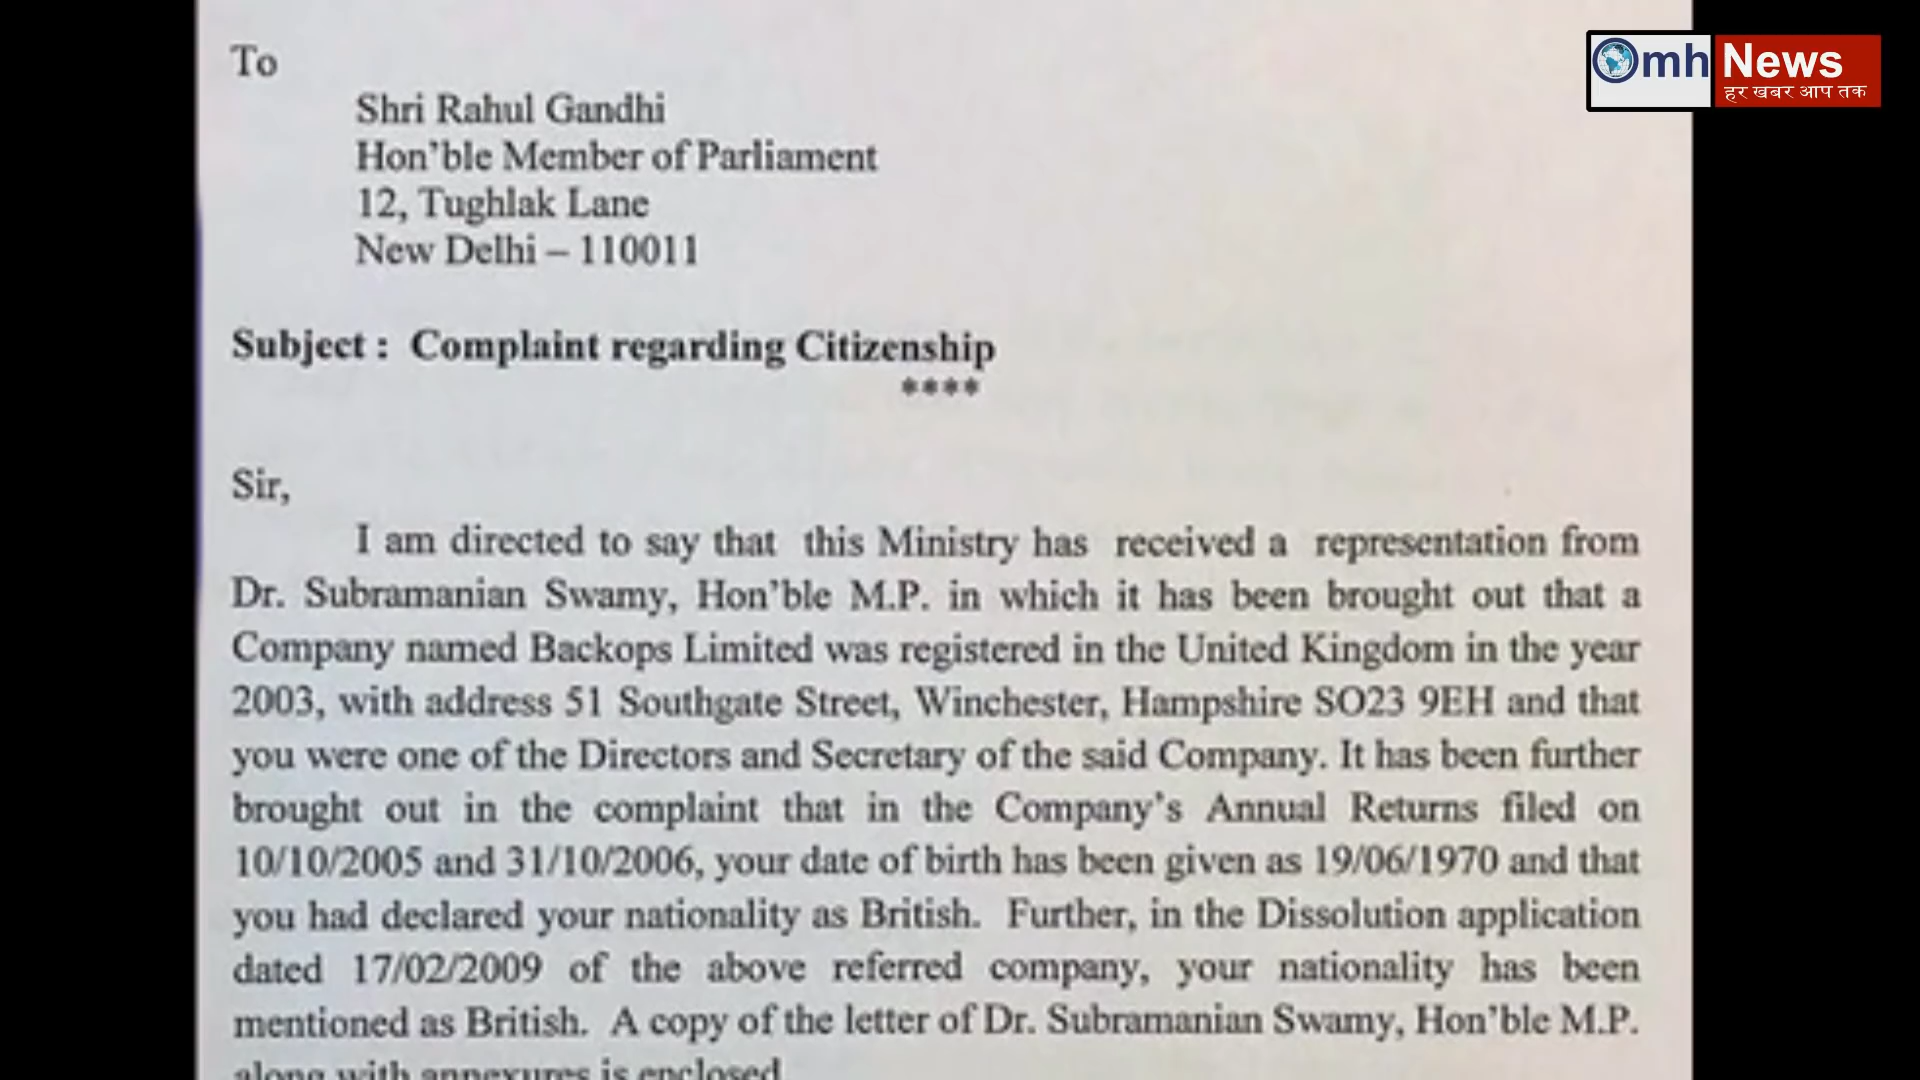 Omh News
हर खबर आप तक
To
Shri Rahul Gandhi
Hon'ble Member of Parliament
12, Tughlak Lane
New Delhi – 110011
Subject : Complaint regarding Citizenship
****
Sir,
I am directed to say that this Ministry has received a representation from
Dr. Subramanian Swamy, Hon'ble M.P. in which it has been brought out that a
Company named Backops Limited was registered in the United Kingdom in the year
2003, with address 51 Southgate Street, Winchester, Hampshire SO23 9EH and that
you were one of the Directors and Secretary of the said Company. It has been further
brought out in the complaint that in the Company's Annual Returns filed on
10/10/2005 and 31/10/2006, your date of birth has been given as 19/06/1970 and that
you had declared your nationality as British. Further, in the Dissolution application
dated 17/02/2009 of the above referred company, your nationality has been
mentioned as British. A copy of the letter of Dr. Subramanian Swamy, Hon'ble M.P.
along with annexures is enclosed